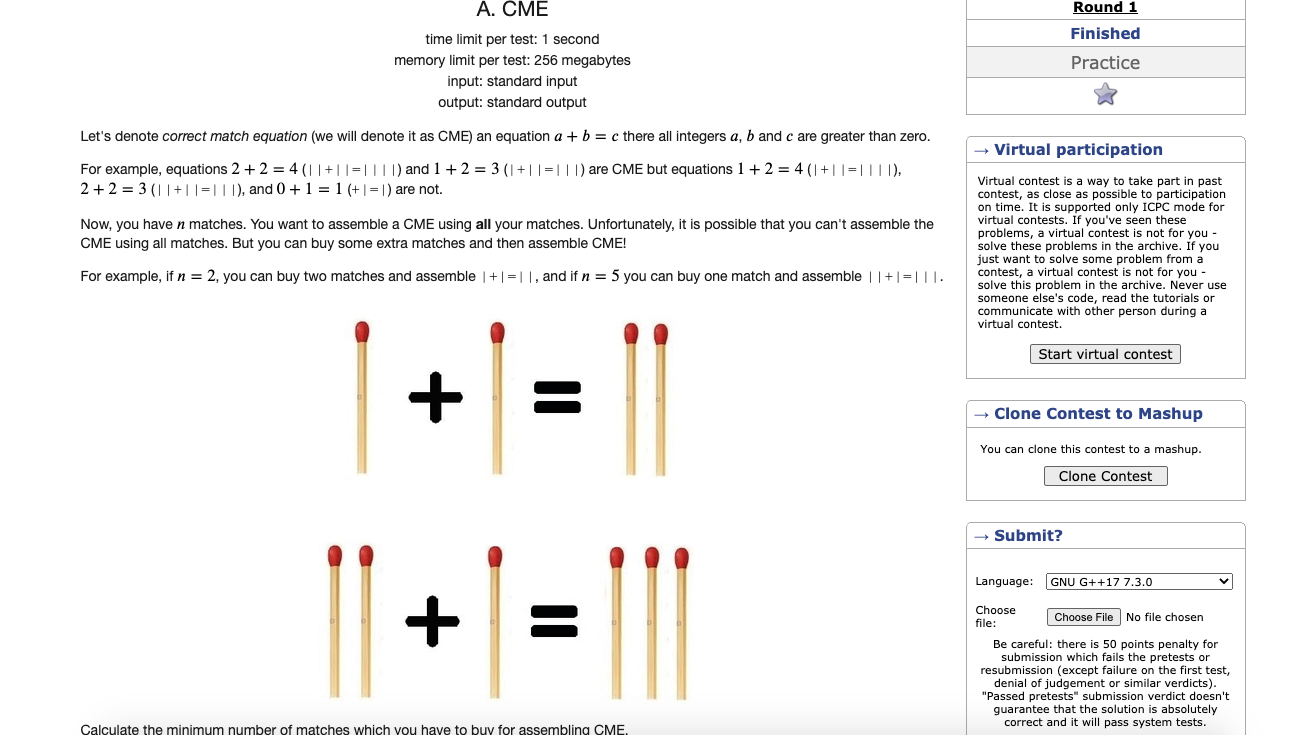 A. CME
time limit per test: 1 second
memory limit per test: 256 megabytes
input: standard input
output: standard output
Let's denote correct match equation (we will denote it as CME) an equation a + b = c there all integers a, b and c are greater than zero.
For example, equations 2 + 2 = 4 (||+||=||||) and 1 + 2 = 3 (|+||=|||) are CME but equations 1 + 2 = 4 (|+||=||||),
2 + 2 = 3 (||+||=|||), and 0 + 1 = 1 (+|=|) are not.
Now, you have n matches. You want to assemble a CME using all your matches. Unfortunately, it is possible that you can't assemble the
CME using all matches. But you can buy some extra matches and then assemble CME!
For example, if n = 2, you can buy two matches and assemble |+|=||, and if n = 5 you can buy one match and assemble ||+|=|||.
+ =
+ =
Calculate the minimum number of matches which you have to buy for assembling CME.
Round 1
Finished
Practice
→ Virtual participation
Virtual contest is a way to take part in past
contest, as close as possible to participation
on time. It is supported only ICPC mode for
virtual contests. If you've seen these
problems, a virtual contest is not for you -
solve these problems in the archive. If you
just want to solve some problem from a
contest, a virtual contest is not for you -
solve this problem in the archive. Never use
someone else's code, read the tutorials or
communicate with other person during a
virtual contest.
Start virtual contest
→ Clone Contest to Mashup
You can clone this contest to a mashup.
Clone Contest
→ Submit?
Language: GNU G++17 7.3.0
Choose
file: Choose File No file chosen
Be careful: there is 50 points penalty for
submission which fails the pretests or
resubmission (except failure on the first test,
denial of judgement or similar verdicts).
"Passed pretests" submission verdict doesn't
guarantee that the solution is absolutely
correct and it will pass system tests.